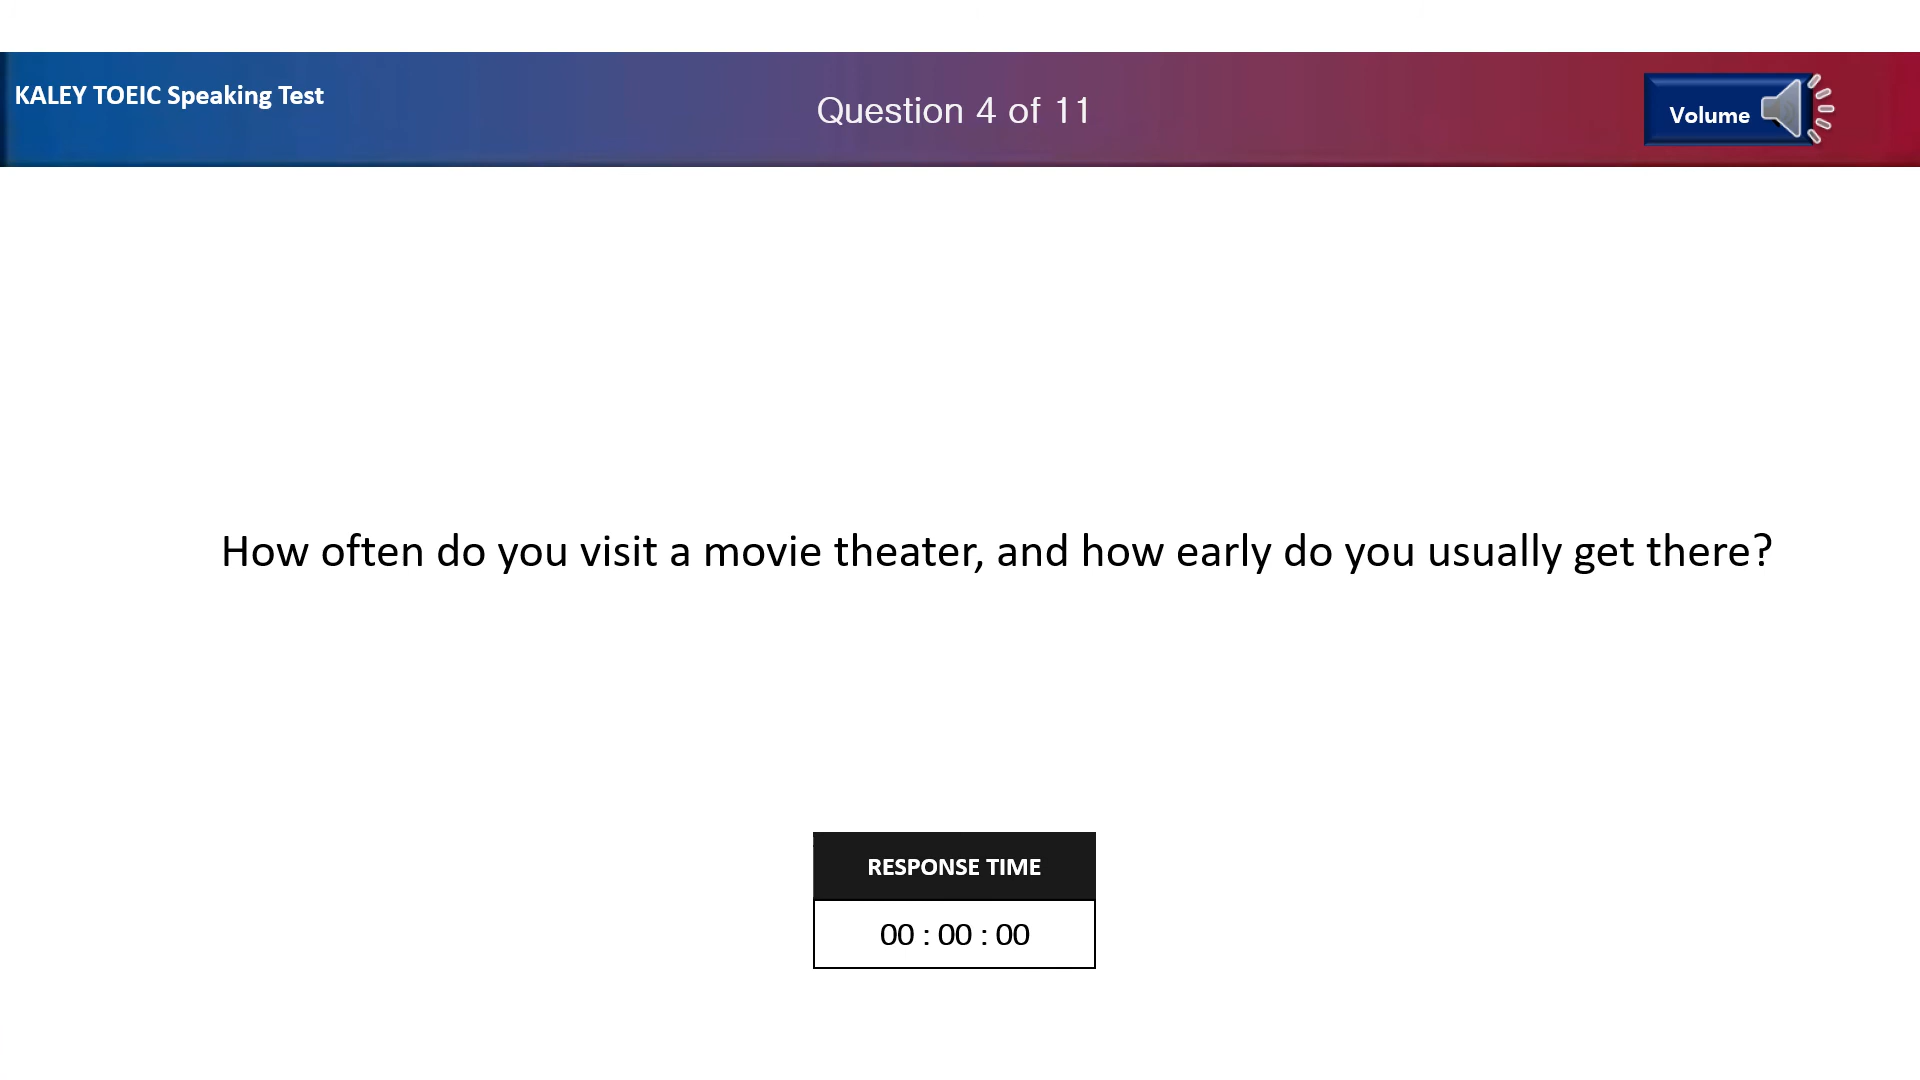 KALEY TOEIC Speaking Test
Question 4 of 11
Volume
How often do you visit a movie theater, and how early do you usually get there?
RESPONSE TIME
00 : 00 : 00